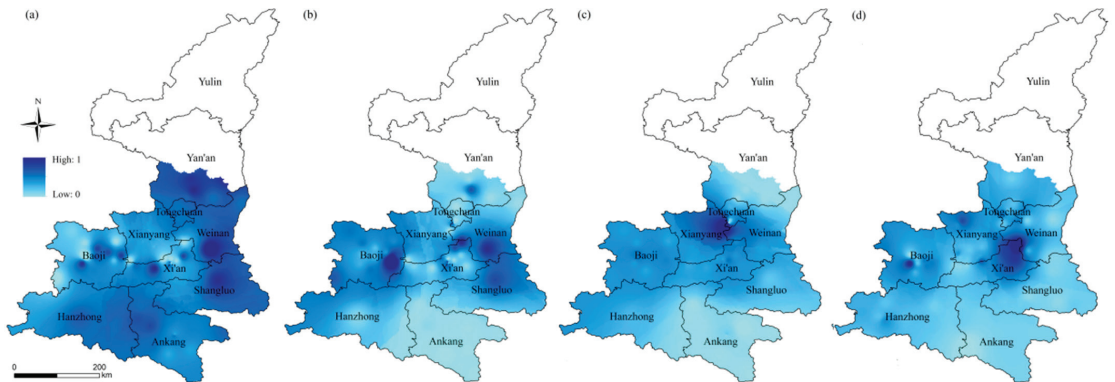 (a)
(b)
(c)
(d)
N
High: 1
Low: 0
0 200
km
Yulin
Yan'an
Tongchuan
Xianyang
Weinan
Baoji
Xi'an
Shangluo
Hanzhong
Ankang
Yulin
Yan'an
Tongchuan
Xianyang
Weinan
Baoji
Xi'an
Shangluo
Hanzhong
Ankang
Yulin
Yan'an
Tongchuan
Xianyang
Weinan
Baoji
Xi'an
Shangluo
Hanzhong
Ankang
Yulin
Yan'an
Tongchuan
Xianyang
Weinan
Baoji
Xi'an
Shangluo
Hanzhong
Ankang